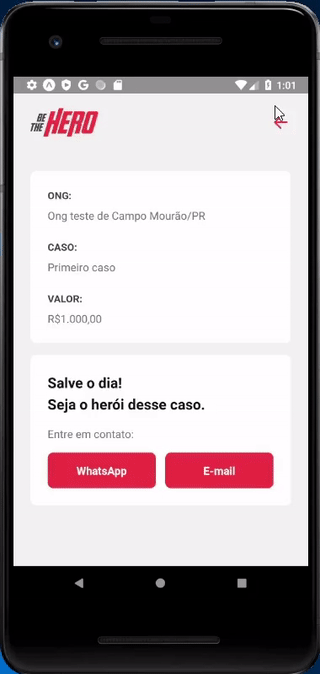 1:01
BE
THE HERO
ONG:
Ong teste de Campo Mourão/PR
CASO:
Primeiro caso
VALOR:
R$1.000,00
Salve o dia!
Seja o herói desse caso.
Entre em contato:
WhatsApp E-mail